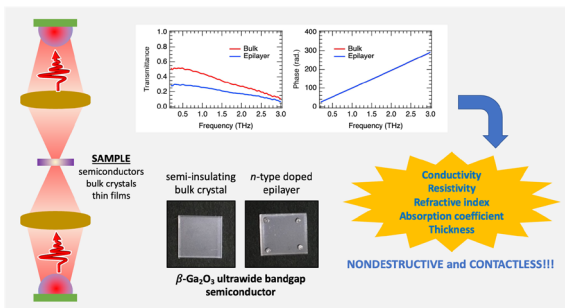 1.0
0.8
0.6
0.4
0.2
0.0
Transmittance
Bulk
Epilayer
0.5 1.0 1.5 2.0 2.5 3.0
Frequency (THz)
400
300
200
100
0
Phase (rad.)
Bulk
Epilayer
0.5 1.0 1.5 2.0 2.5 3.0
Frequency (THz)
SAMPLE
semiconductors
bulk crystals
thin films
semi-insulating
bulk crystal
n-type doped
epilayer
β-Ga₂O₃ ultrawide bandgap
semiconductor
Conductivity
Resistivity
Refractive index
Absorption coefficient
Thickness
NONDESTRUCTIVE and CONTACTLESS!!!